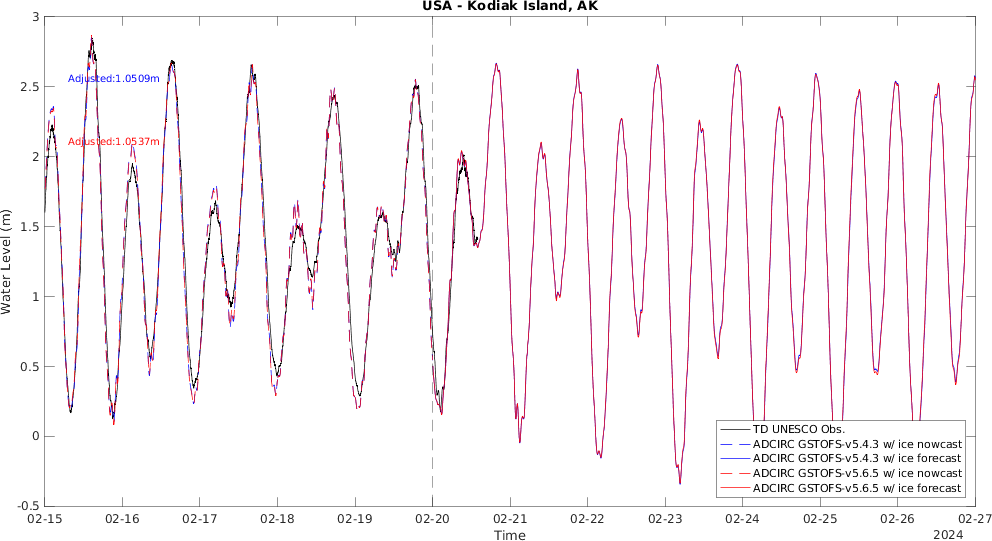 USA - Kodiak Island, AK
Water Level (m)
3
2.5
2
1.5
1
0.5
0
-0.5
Adjusted:1.0509m
Adjusted:1.0537m
TD UNESCO Obs.
ADCIRC GSTOFS-v5.4.3 w/ ice nowcast
ADCIRC GSTOFS-v5.4.3 w/ ice forecast
ADCIRC GSTOFS-v5.6.5 w/ ice nowcast
ADCIRC GSTOFS-v5.6.5 w/ ice forecast
02-15 02-16 02-17 02-18 02-19 02-20 02-21 02-22 02-23 02-24 02-25 02-26 02-27
Time
2024